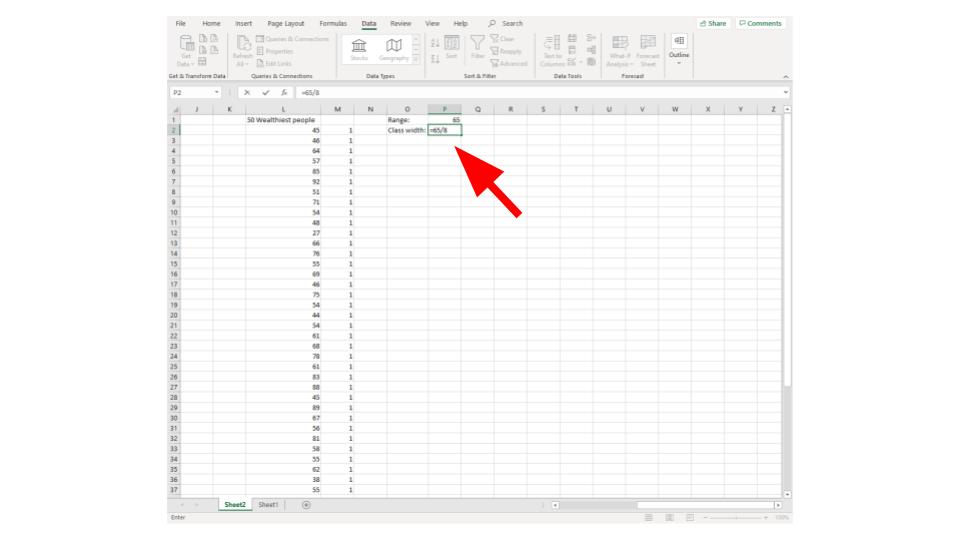 File Home Insert Page Layout Formulas Data Review View Help Search Share Comments
Get Data Refresh All Queries & Connections Properties Edit Links Stocks Geography Sort Filter Clear Reapply Advanced Text to Columns What-If Analysis Forecast Sheet Outline
Get & Transform Data Queries & Connections Data Types Sort & Filter Data Tools Forecast
P2 fx =65/8
J K L M N O P Q R S T U V W X Y Z
1 50 Wealthiest people Range: 65
2 45 1 Class width: =65/8
3 46 1
4 64 1
5 57 1
6 85 1
7 92 1
8 51 1
9 71 1
10 54 1
11 48 1
12 27 1
13 66 1
14 76 1
15 55 1
16 69 1
17 46 1
18 75 1
19 54 1
20 44 1
21 54 1
22 61 1
23 68 1
24 78 1
25 61 1
26 83 1
27 88 1
28 45 1
29 89 1
30 67 1
31 56 1
32 81 1
33 58 1
34 55 1
35 62 1
36 38 1
37 55 1
Sheet2 Sheet1
Enter 100%